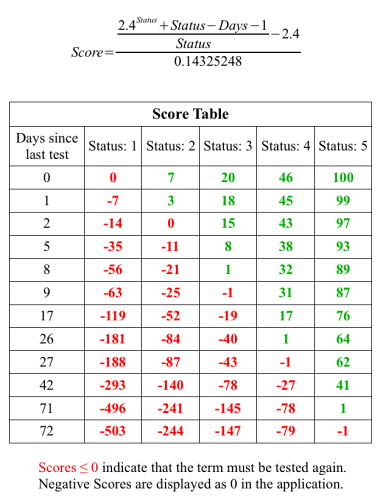 Score = ((2.4^Status + Status − Days − 1) / Status − 2.4) / 0.14325248
Score Table
Days since last test Status: 1 Status: 2 Status: 3 Status: 4 Status: 5
0 0 7 20 46 100
1 -7 3 18 45 99
2 -14 0 15 43 97
5 -35 -11 8 38 93
8 -56 -21 1 32 89
9 -63 -25 -1 31 87
17 -119 -52 -19 17 76
26 -181 -84 -40 1 64
27 -188 -87 -43 -1 62
42 -293 -140 -78 -27 41
71 -496 -241 -145 -78 1
72 -503 -244 -147 -79 -1
Scores ≤ 0 indicate that the term must be tested again.
Negative Scores are displayed as 0 in the application.